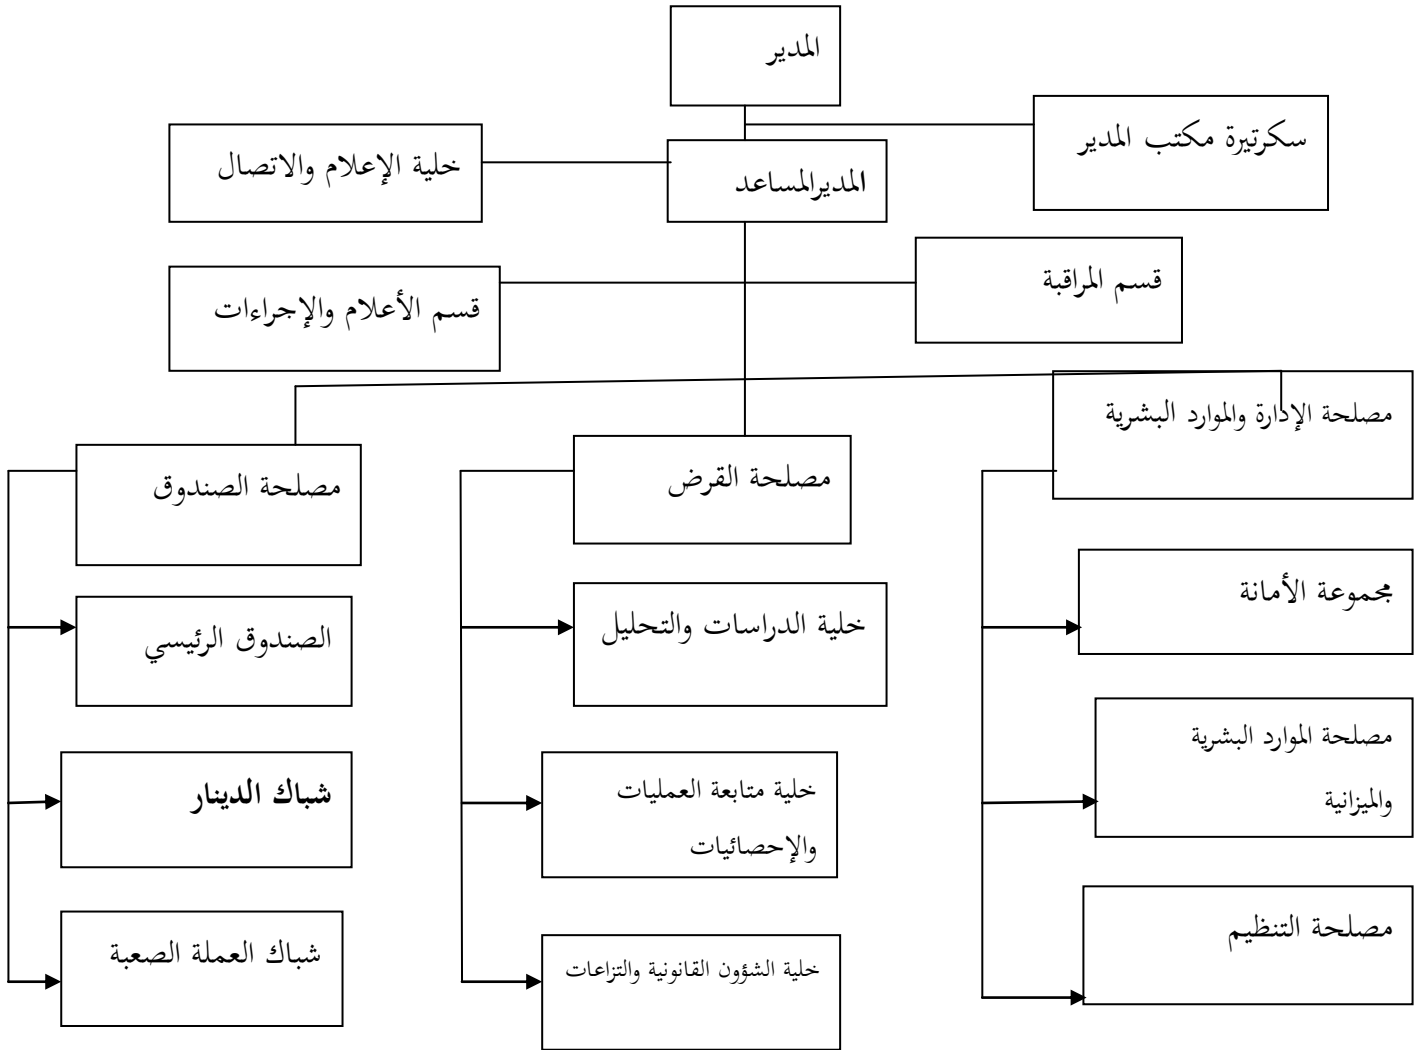 المدير
سكرتيرة مكتب المدير
خلية الإعلام والاتصال
المديرالمساعد
قسم المراقبة
قسم الأعلام والإجراءات
مصلحة الإدارة والموارد البشرية
مصلحة القرض
مصلحة الصندوق
مجموعة الأمانة
خلية الدراسات والتحليل
الصندوق الرئيسي
مصلحة الموارد البشرية
والميزانية
خلية متابعة العمليات
والإحصائيات
شباك الدينار
مصلحة التنظيم
خلية الشؤون القانونية والتزاعات
شباك العملة الصعبة